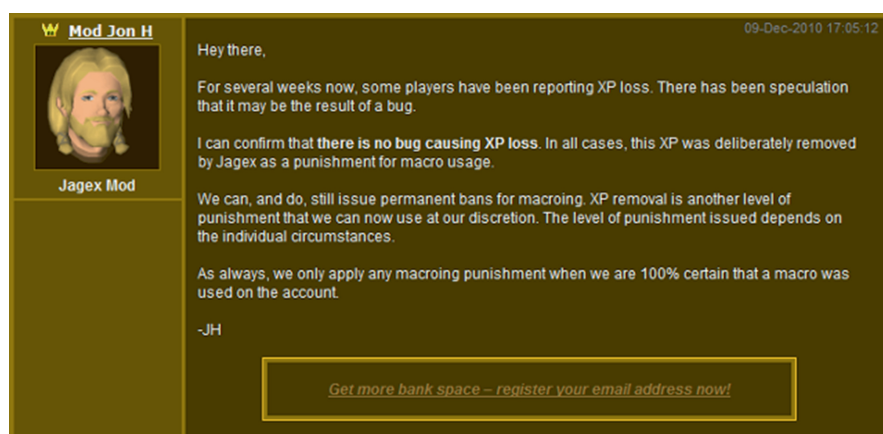 Mod Jon H
Jagex Mod
09-Dec-2010 17:05:12
Hey there,
For several weeks now, some players have been reporting XP loss. There has been speculation
that it may be the result of a bug.
I can confirm that there is no bug causing XP loss. In all cases, this XP was deliberately removed
by Jagex as a punishment for macro usage.
We can, and do, still issue permanent bans for macroing. XP removal is another level of
punishment that we can now use at our discretion. The level of punishment issued depends on
the individual circumstances.
As always, we only apply any macroing punishment when we are 100% certain that a macro was
used on the account.
-JH
Get more bank space – register your email address now!